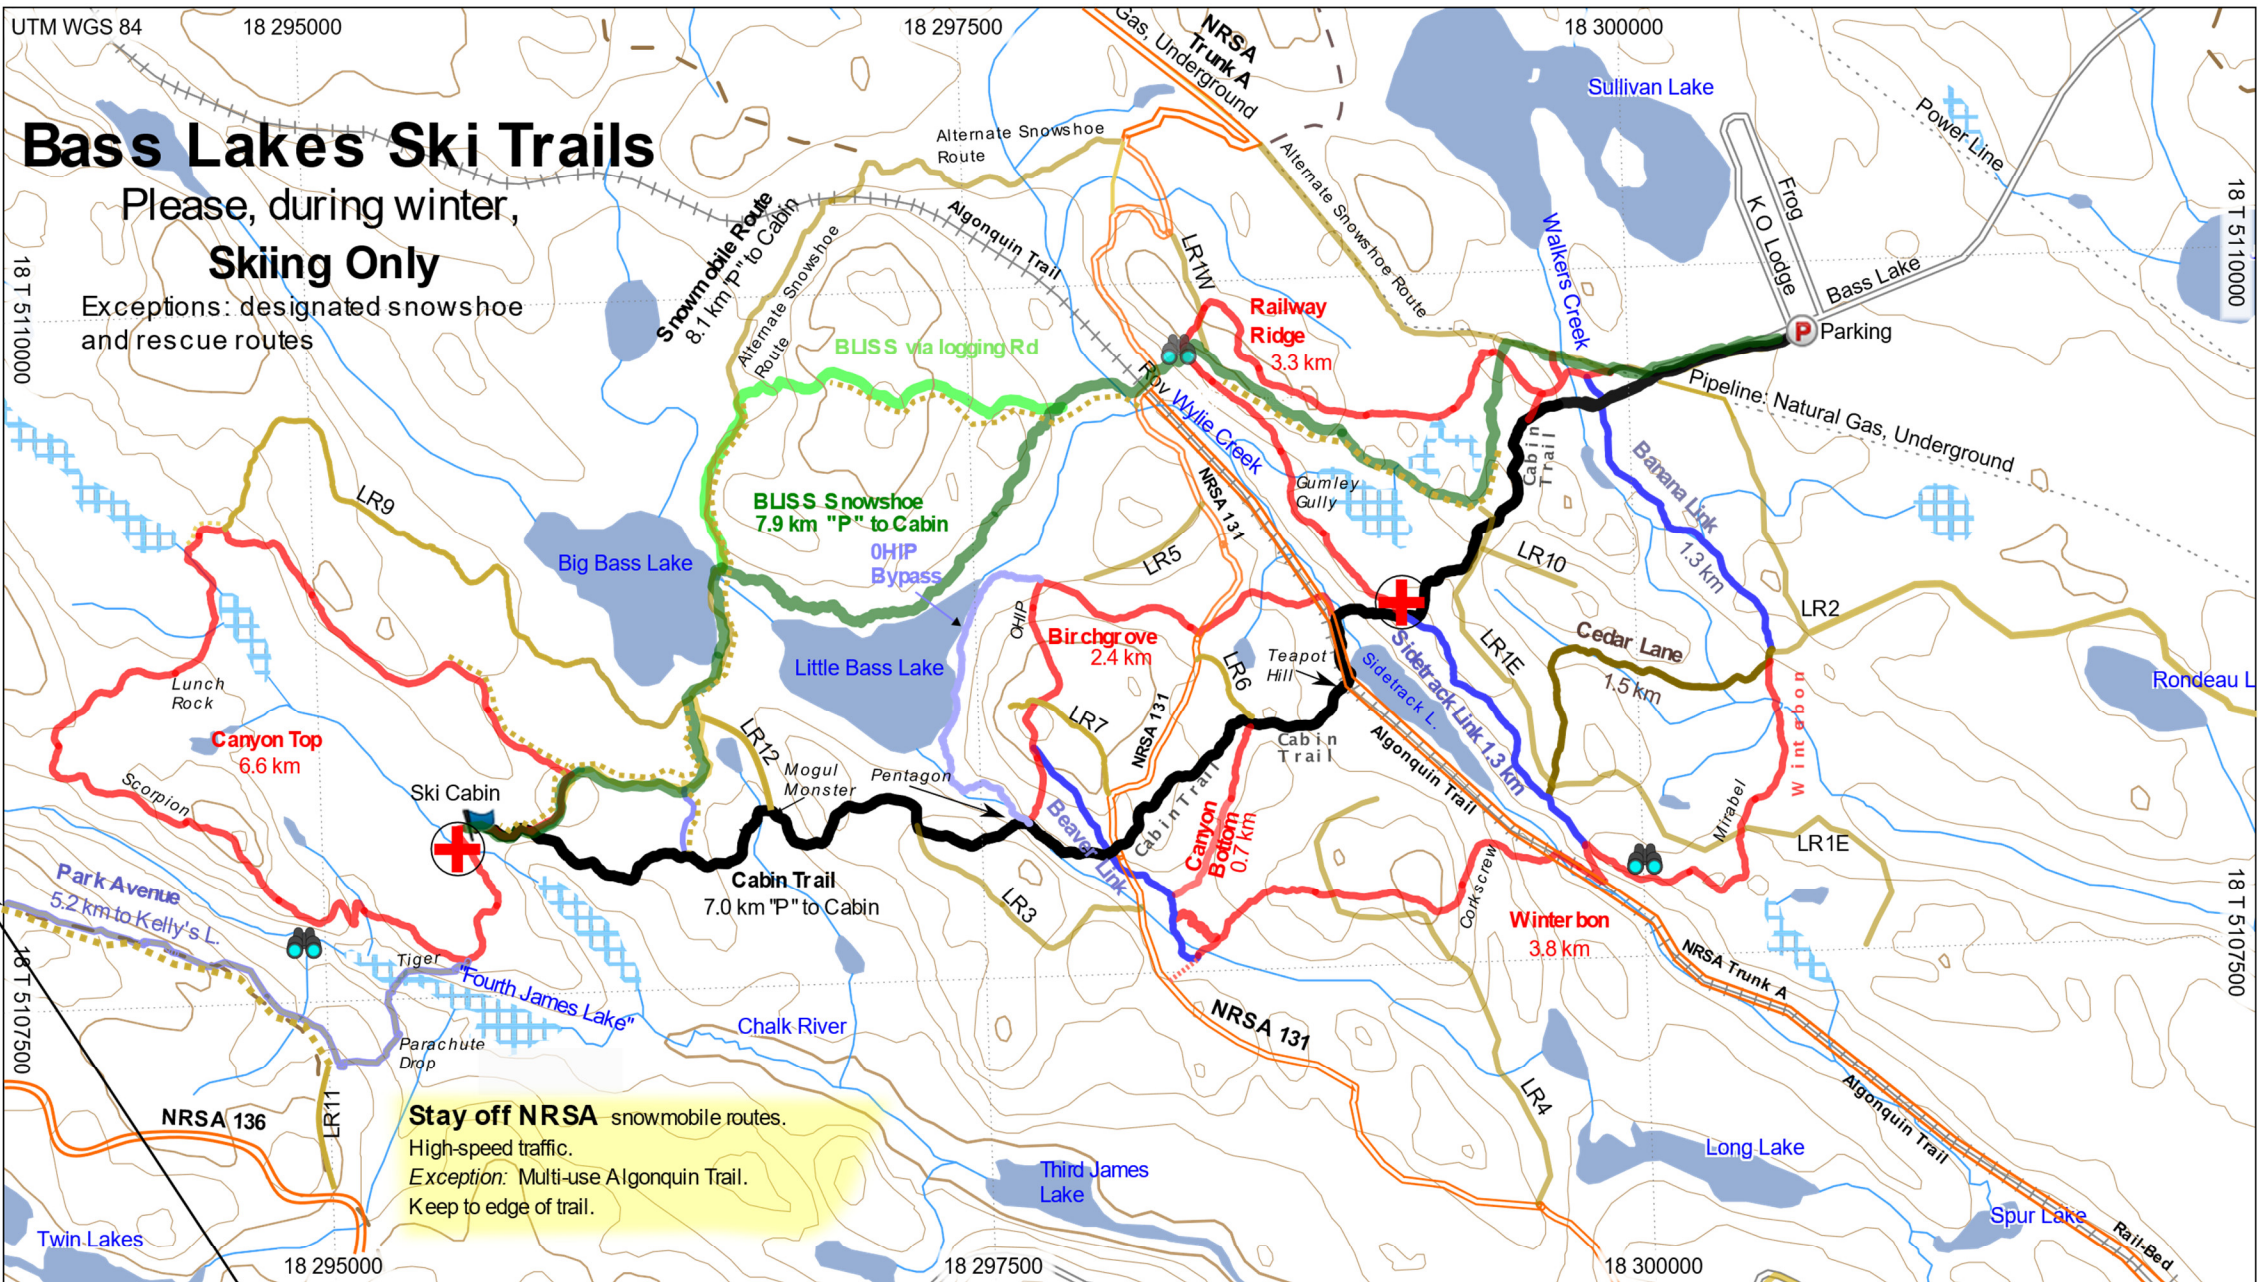 UTM WGS 84
18 295000
18 297500
18 300000
Bass Lakes Ski Trails
Please, during winter,
Skiing Only
Exceptions: designated snowshoe
and rescue routes
18 T 5110000
18 T 5110000
Gas, Underground
NRSA
Trunk A
Alternate Snowshoe
Route
Alternate Snowshoe Route
Sullivan Lake
Power Line
Frog
K O Lodge
Bass Lake
P
Parking
Walkers Creek
Snowmobile Route
8.1 km "P" to Cabin
Alternate Snowshoe
Route
Algonquin Trail
LR1W
Railway
Ridge
3.3 km
BLISS via logging Rd
Roy
Wylie Creek
Pipeline: Natural Gas, Underground
Cabin
Trail
Banana Link
1.3 km
Gumley
Gully
NRSA 131
LR9
BLISS Snowshoe
7.9 km "P" to Cabin
0HIP
Bypass
Big Bass Lake
LR5
LR10
LR2
OHIP
Birchgrove
2.4 km
Little Bass Lake
LR6
Teapot
Hill
Sidetrack L.
Sidetrack Link 1.3 km
LR1E
Cedar Lane
1.5 km
Rondeau L
Winterbon
Lunch
Rock
Canyon Top
6.6 km
Scorpion
Ski Cabin
LR12
Mogul
Monster
Pentagon
LR7
NRSA 131
Cabin
Trail
Algonquin Trail
Mirabel
LR1E
Cabin Trail
Canyon
Bottom
0.7 km
Beaver Link
Cabin Trail
7.0 km "P" to Cabin
LR3
Corkscrew
Winterbon
3.8 km
Park Avenue
5.2 km to Kelly's L.
Tiger
"Fourth James Lake"
Parachute
Drop
Chalk River
NRSA 131
NRSA Trunk A
18 T 5107500
18 T 5107500
LR4
LR11
NRSA 136
Stay off NRSA snowmobile routes.
High-speed traffic.
Exception: Multi-use Algonquin Trail.
Keep to edge of trail.
Third James
Lake
Long Lake
Algonquin Trail
Spur Lake
Rail-Bed
Twin Lakes
18 295000
18 297500
18 300000